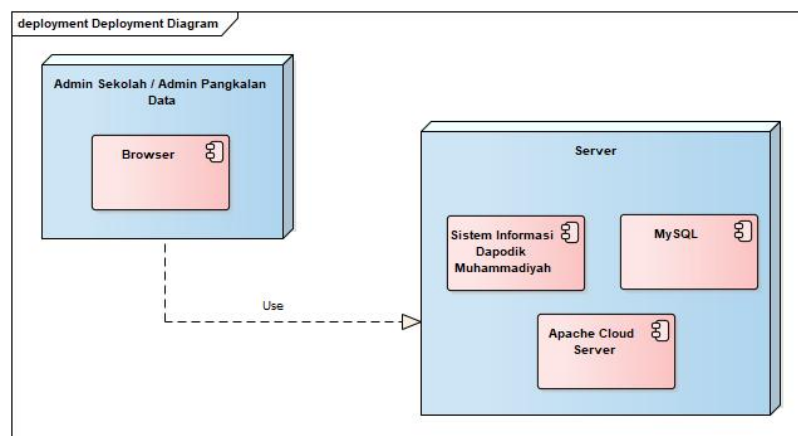 deployment Deployment Diagram
Admin Sekolah / Admin Pangkalan
Data
Browser
Server
Sistem Informasi
Dapodik
Muhammadiyah
MySQL
Apache Cloud
Server
Use